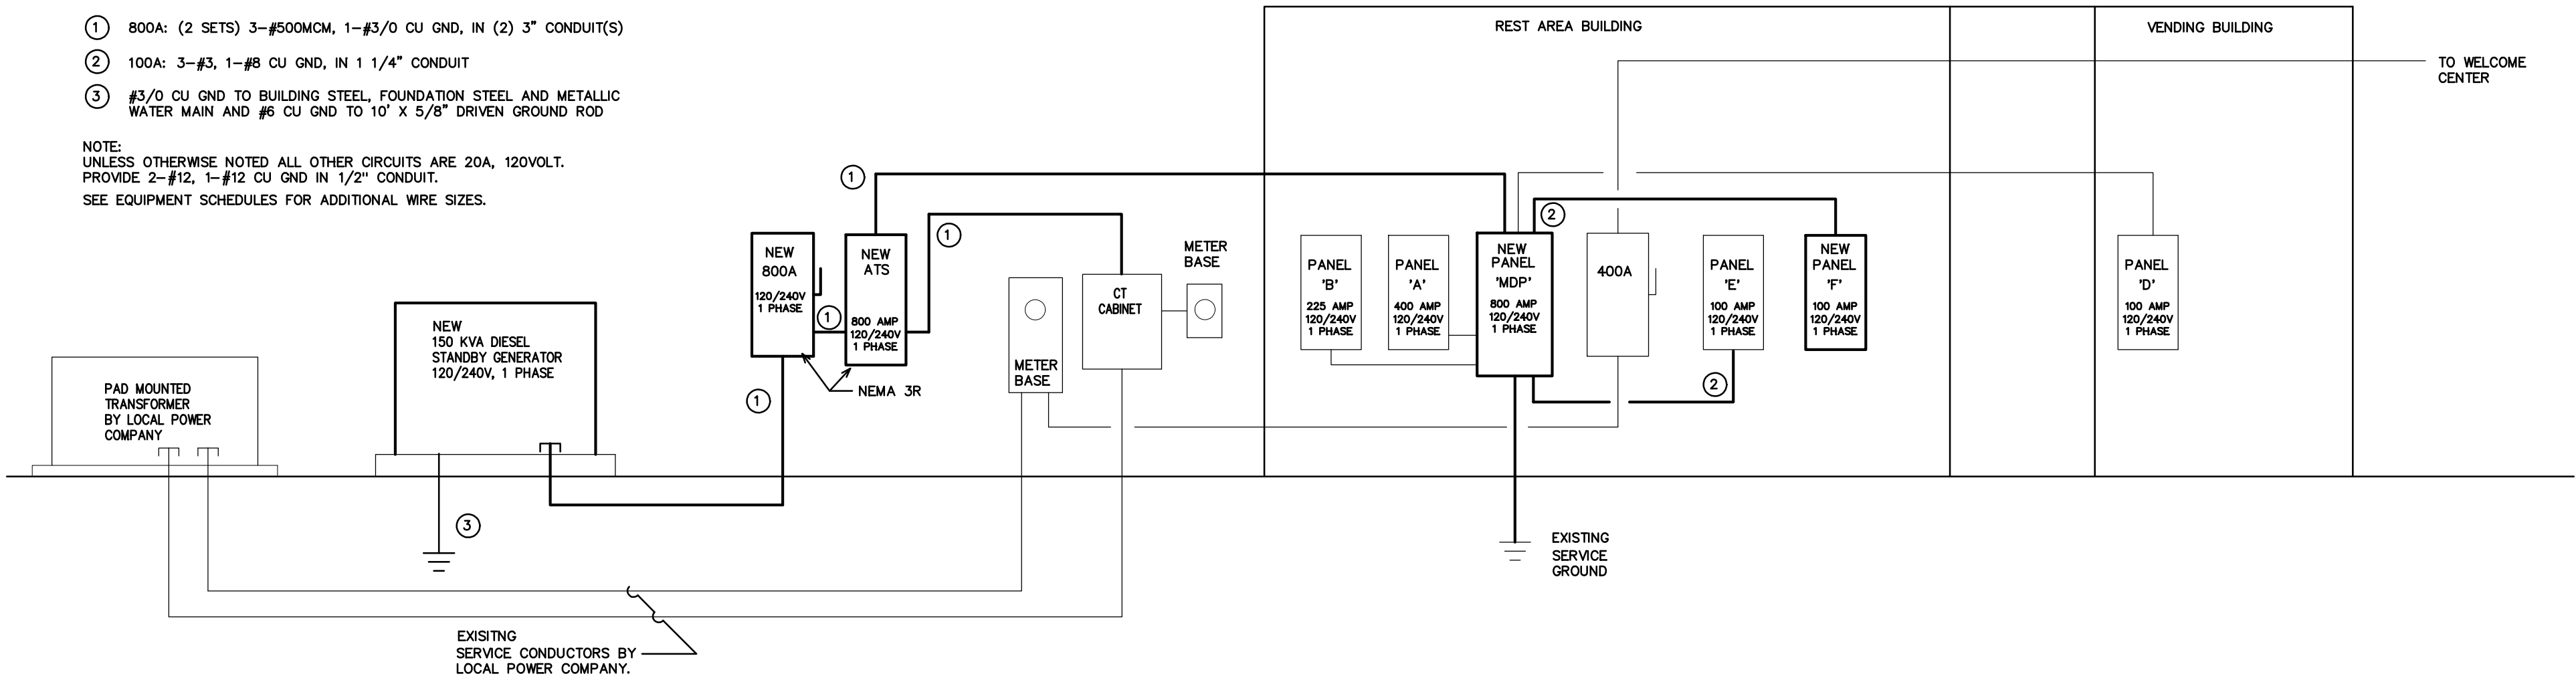 1 800A: (2 SETS) 3-#500MCM, 1-#3/0 CU GND, IN (2) 3" CONDUIT(S)
2 100A: 3-#3, 1-#8 CU GND, IN 1 1/4" CONDUIT
3 #3/0 CU GND TO BUILDING STEEL, FOUNDATION STEEL AND METALLIC
WATER MAIN AND #6 CU GND TO 10' X 5/8" DRIVEN GROUND ROD
NOTE:
UNLESS OTHERWISE NOTED ALL OTHER CIRCUITS ARE 20A, 120VOLT.
PROVIDE 2-#12, 1-#12 CU GND IN 1/2" CONDUIT.
SEE EQUIPMENT SCHEDULES FOR ADDITIONAL WIRE SIZES.
REST AREA BUILDING
VENDING BUILDING
TO WELCOME
CENTER
PAD MOUNTED
TRANSFORMER
BY LOCAL POWER
COMPANY
NEW
150 KVA DIESEL
STANDBY GENERATOR
120/240V, 1 PHASE
3
1
NEW
800A
120/240V
1 PHASE
1
1
NEW
ATS
800 AMP
120/240V
1 PHASE
NEMA 3R
1
METER
BASE
CT
CABINET
METER
BASE
PANEL
'B'
225 AMP
120/240V
1 PHASE
PANEL
'A'
400 AMP
120/240V
1 PHASE
NEW
PANEL
'MDP'
800 AMP
120/240V
1 PHASE
2
400A
PANEL
'E'
100 AMP
120/240V
1 PHASE
2
NEW
PANEL
'F'
100 AMP
120/240V
1 PHASE
PANEL
'D'
100 AMP
120/240V
1 PHASE
EXISTING
SERVICE
GROUND
EXISITNG
SERVICE CONDUCTORS BY
LOCAL POWER COMPANY.